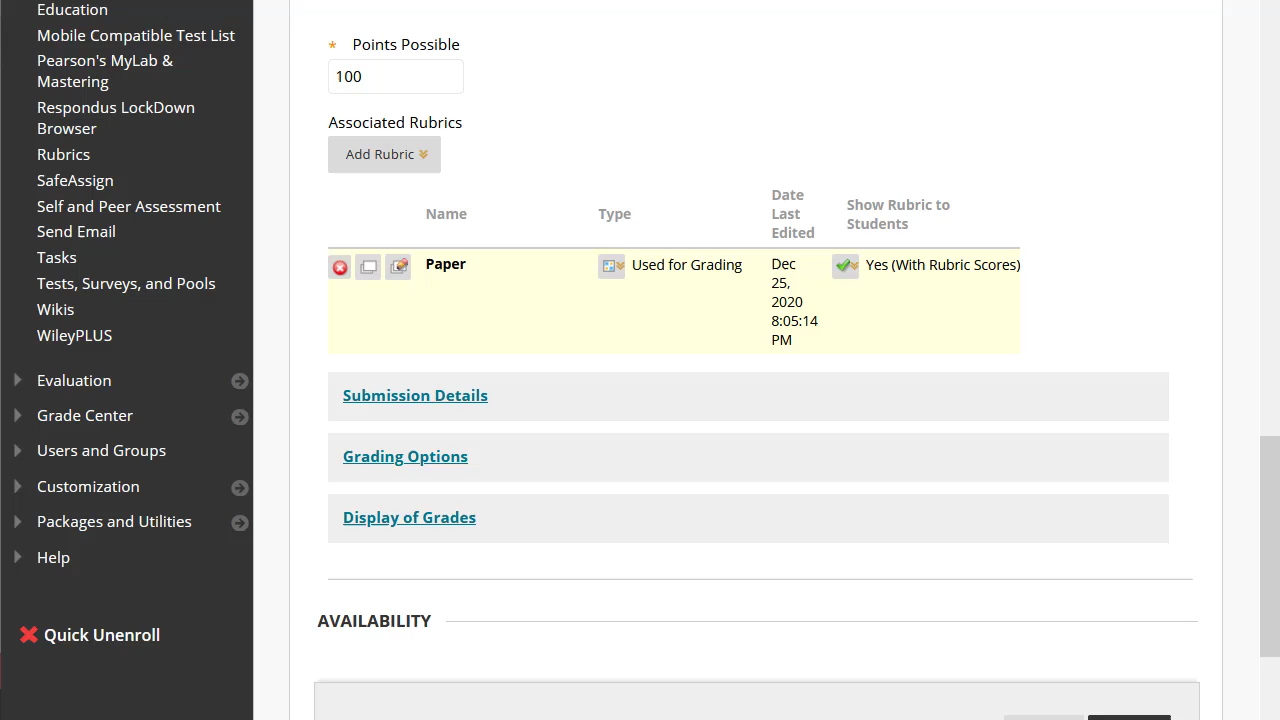 Education
Mobile Compatible Test List
Pearson's MyLab &
Mastering
Respondus LockDown
Browser
Rubrics
SafeAssign
Self and Peer Assessment
Send Email
Tasks
Tests, Surveys, and Pools
Wikis
WileyPLUS
Evaluation
Grade Center
Users and Groups
Customization
Packages and Utilities
Help
Quick Unenroll
* Points Possible
100
Associated Rubrics
Add Rubric
Name
Type
Date
Last
Edited
Show Rubric to
Students
Paper
Used for Grading
Dec
25,
2020
8:05:14
PM
Yes (With Rubric Scores)
Submission Details
Grading Options
Display of Grades
AVAILABILITY